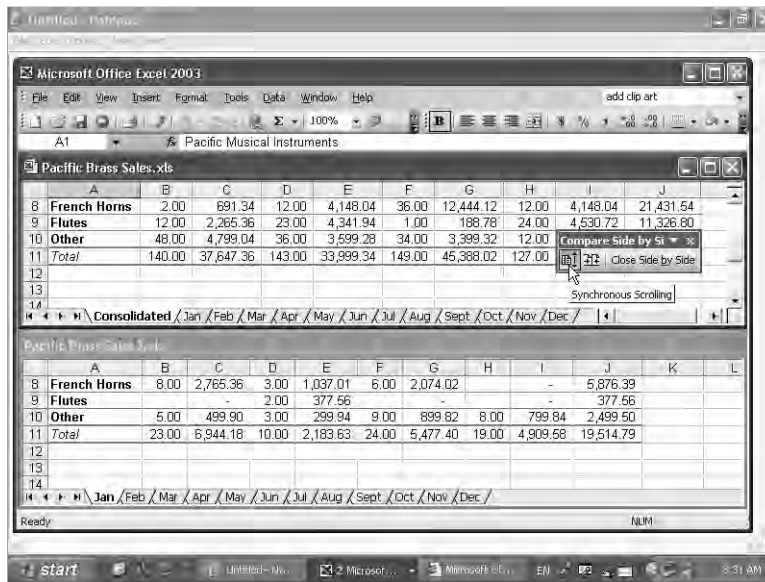 Untitled - Notepad
Microsoft Office Excel 2003
File Edit View Insert Format Tools Data Window Help add clip art
100% B
A1 fx Pacific Musical Instruments
Pacific Brass Sales.xls
A B C D E F G H I J
8 French Horns 2.00 691.34 12.00 4,148.04 36.00 12,444.12 12.00 4,148.04 21,431.54
9 Flutes 12.00 2,265.36 23.00 4,341.94 1.00 188.78 24.00 4,530.72 11,326.80
10 Other 48.00 4,799.04 36.00 3,599.28 34.00 3,399.32 12.00
Compare Side by Si
11 Total 140.00 37,647.36 143.00 33,999.34 149.00 45,388.02 127.00
Close Side by Side
12
13
Synchronous Scrolling
14
Consolidated Jan Feb Mar Apr May Jun Jul Aug Sept Oct Nov Dec
A B C D E F G H I J K L
8 French Horns 8.00 2,765.36 3.00 1,037.01 6.00 2,074.02 - 5,876.39
9 Flutes - 2.00 377.56 - - 377.56
10 Other 5.00 499.90 3.00 299.94 9.00 899.82 8.00 799.84 2,499.50
11 Total 23.00 6,944.18 10.00 2,183.63 24.00 5,477.40 19.00 4,909.58 19,514.79
12
13
14
Jan Feb Mar Apr May Jun Jul Aug Sept Oct Nov Dec
Ready NUM
start Untitled - No... 2 Microsof... Microsoft Of... EN 8:31 AM